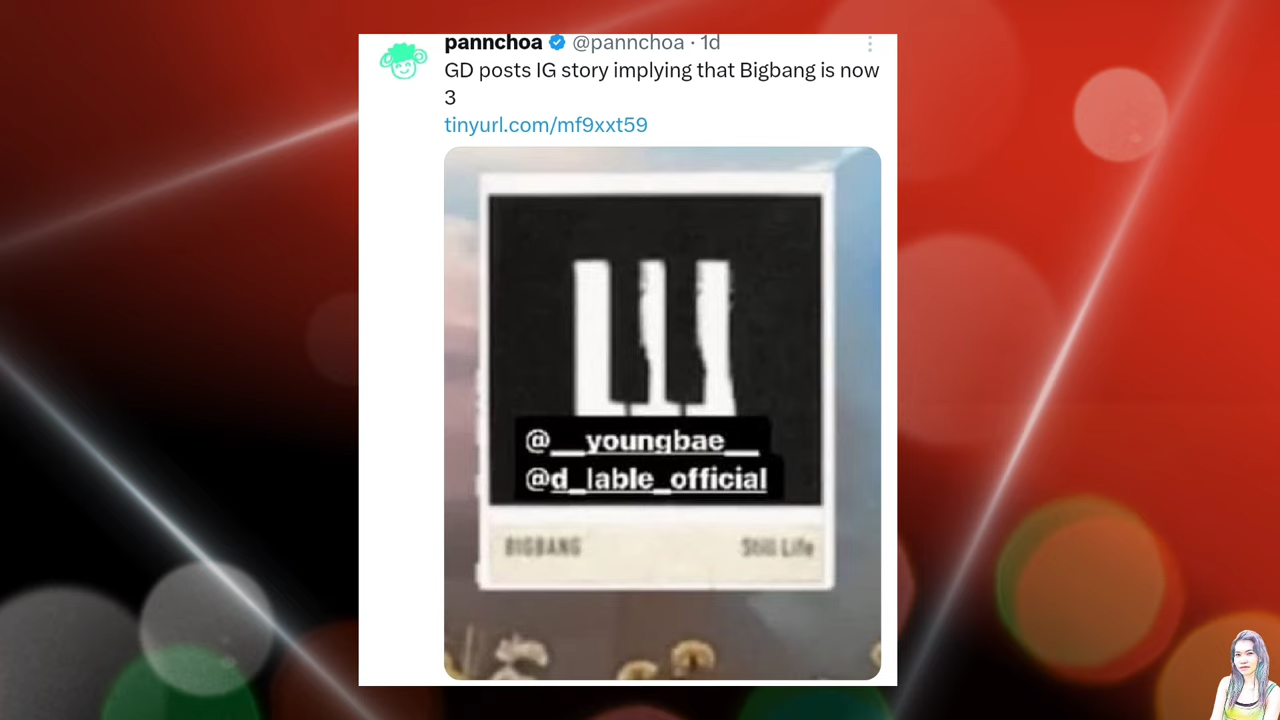 pannchoa @pannchoa · 1d
GD posts IG story implying that Bigbang is now
3
tinyurl.com/mf9xxt59
@__youngbae__
@d_lable_official
BIGBANG Still Life